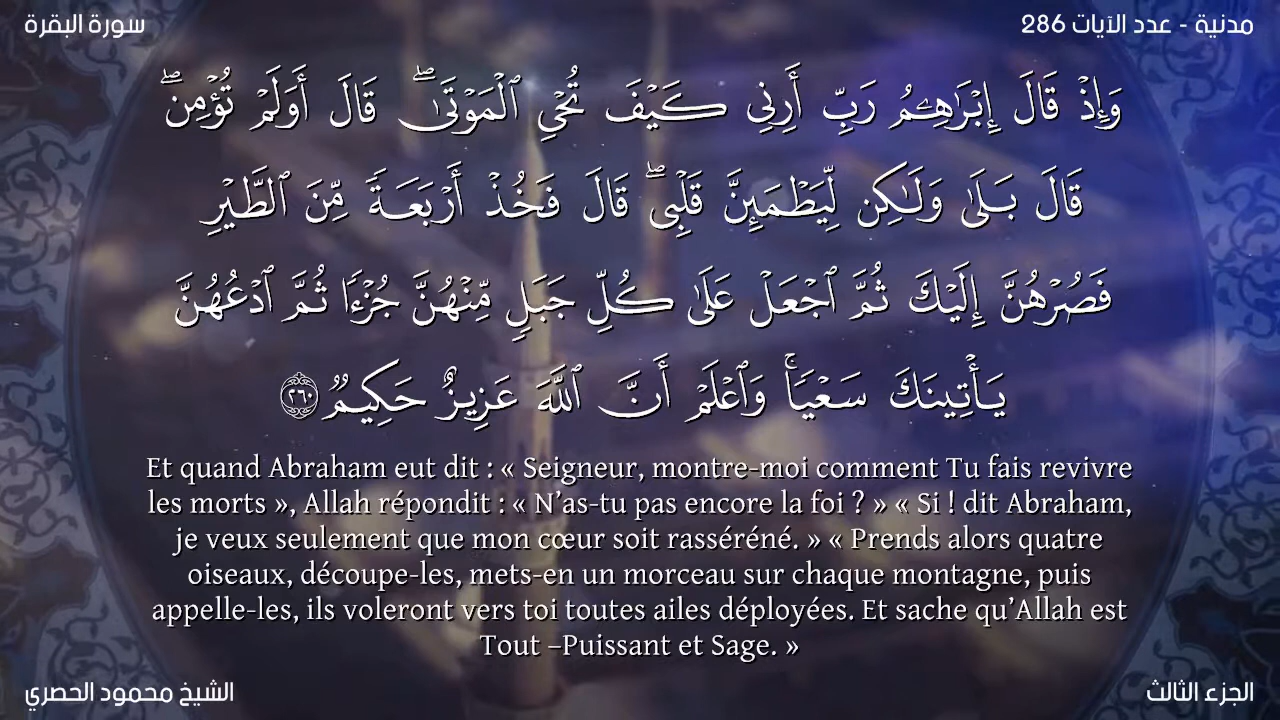 مدنية - عدد الآيات 286
سورة البقرة
وَإِذْ قَالَ إِبْرَٰهِـۧمُ رَبِّ أَرِنِى كَيْفَ تُحْىِ ٱلْمَوْتَىٰ ۖ قَالَ أَوَلَمْ تُؤْمِن ۖ
قَالَ بَلَىٰ وَلَـٰكِن لِّيَطْمَئِنَّ قَلْبِى ۖ قَالَ فَخُذْ أَرْبَعَةً مِّنَ ٱلطَّيْرِ
فَصُرْهُنَّ إِلَيْكَ ثُمَّ ٱجْعَلْ عَلَىٰ كُلِّ جَبَلٍ مِّنْهُنَّ جُزْءًا ثُمَّ ٱدْعُهُنَّ
يَأْتِينَكَ سَعْيًا ۚ وَٱعْلَمْ أَنَّ ٱللَّهَ عَزِيزٌ حَكِيمٌ ٢٦٠
Et quand Abraham eut dit : « Seigneur, montre-moi comment Tu fais revivre
les morts », Allah répondit : « N’as-tu pas encore la foi ? » « Si ! dit Abraham,
je veux seulement que mon cœur soit rasséréné. » « Prends alors quatre
oiseaux, découpe-les, mets-en un morceau sur chaque montagne, puis
appelle-les, ils voleront vers toi toutes ailes déployées. Et sache qu’Allah est
Tout –Puissant et Sage. »
الجزء الثالث
الشيخ محمود الحصري